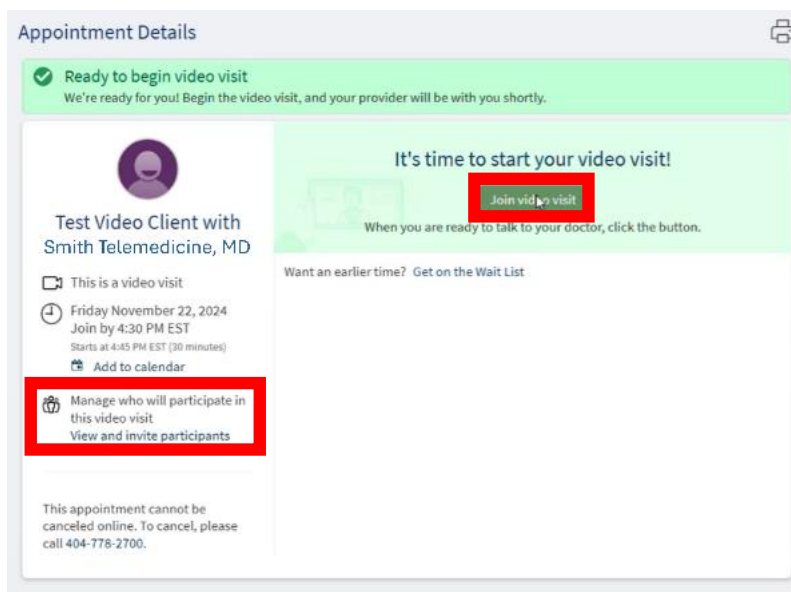 Appointment Details
Ready to begin video visit
We're ready for you! Begin the video visit, and your provider will be with you shortly.
Test Video Client with
Smith Telemedicine, MD
This is a video visit
Friday November 22, 2024
Join by 4:30 PM EST
Starts at 4:45 PM EST (30 minutes)
Add to calendar
Manage who will participate in
this video visit
View and invite participants
This appointment cannot be
canceled online. To cancel, please
call 404-778-2700.
It's time to start your video visit!
Join video visit
When you are ready to talk to your doctor, click the button.
Want an earlier time? Get on the Wait List